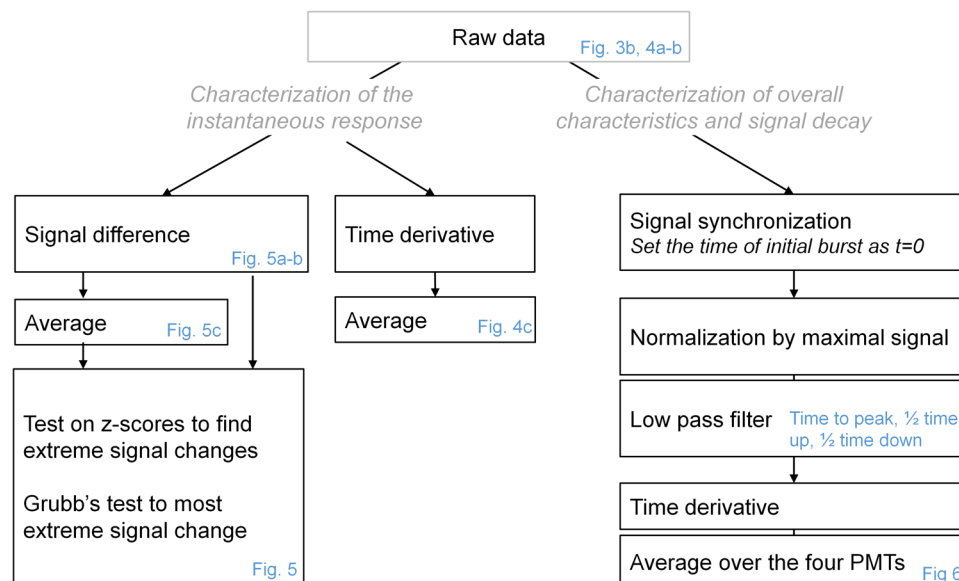 Raw data
Fig. 3b, 4a-b
Characterization of the
instantaneous response
Characterization of overall
characteristics and signal decay
Signal difference
Fig. 5a-b
Time derivative
Signal synchronization
Set the time of initial burst as t=0
Average
Fig. 5c
Average
Fig. 4c
Normalization by maximal signal
Test on z-scores to find
extreme signal changes
Grubb's test to most
extreme signal change
Fig. 5
Low pass filter
Time to peak, ½ time
up, ½ time down
Time derivative
Average over the four PMTs
Fig 6